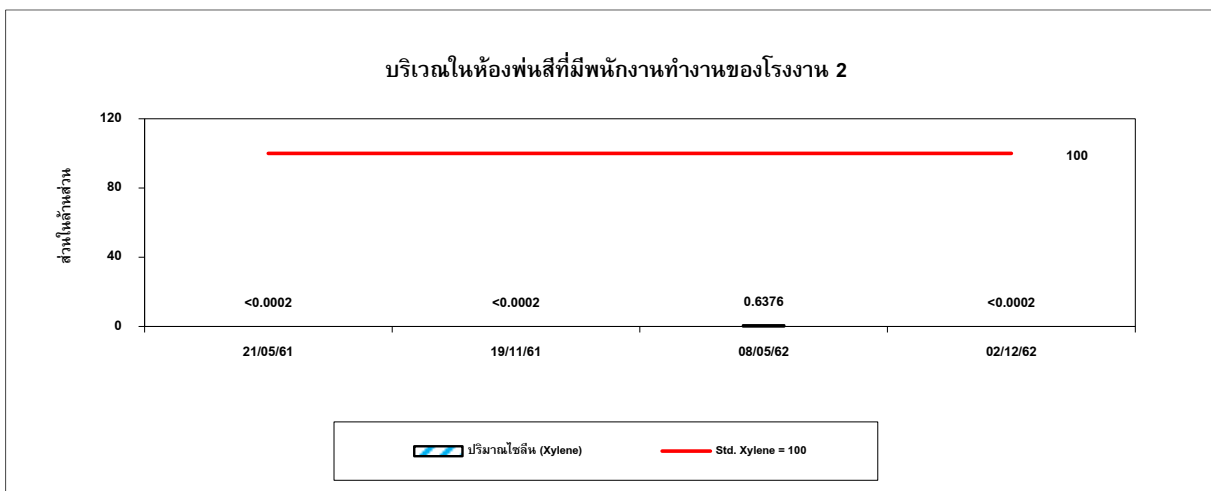 บริเวณในห้องพ่นสีที่มีพนักงานทำงานของโรงงาน 2
ส่วนในล้านส่วน
120
100
80
40
<0.0002 <0.0002 0.6376 <0.0002
0
21/05/61 19/11/61 08/05/62 02/12/62
ปริมาณไซลีน (Xylene) Std. Xylene = 100